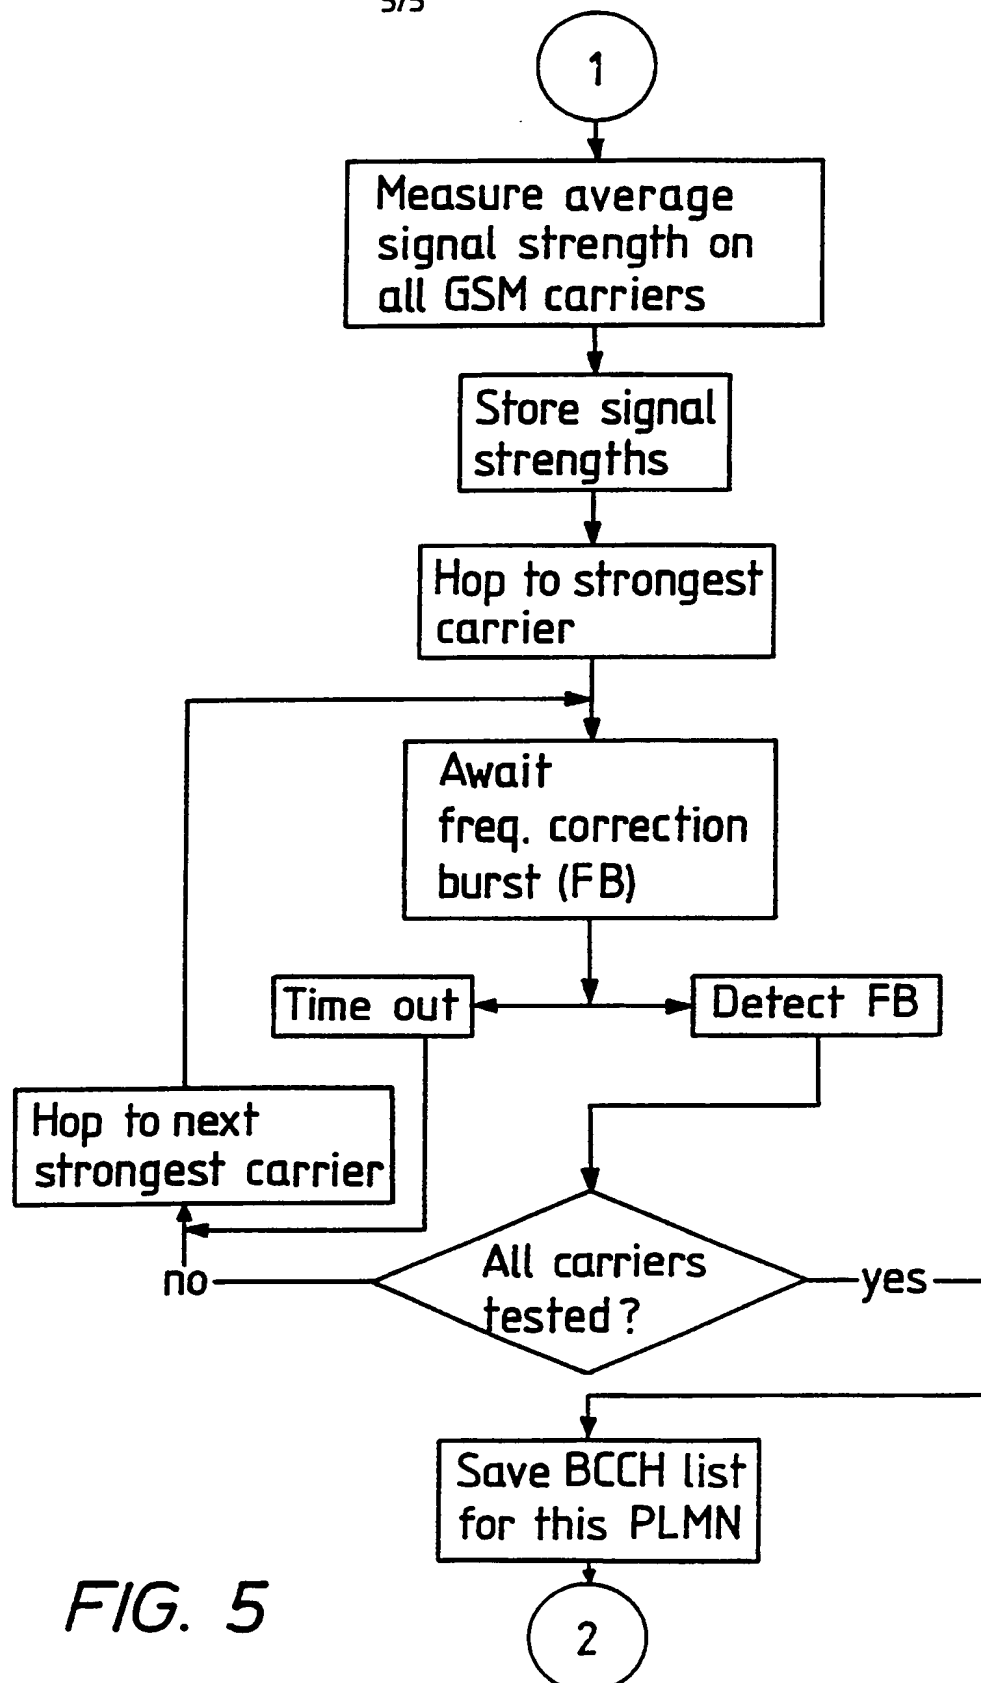 5/5
1
Measure average
signal strength on
all GSM carriers
Store signal
strengths
Hop to strongest
carrier
Await
freq. correction
burst (FB)
Time out
Detect FB
Hop to next
strongest carrier
no
All carriers
tested?
yes
Save BCCH list
for this PLMN
FIG. 5
2